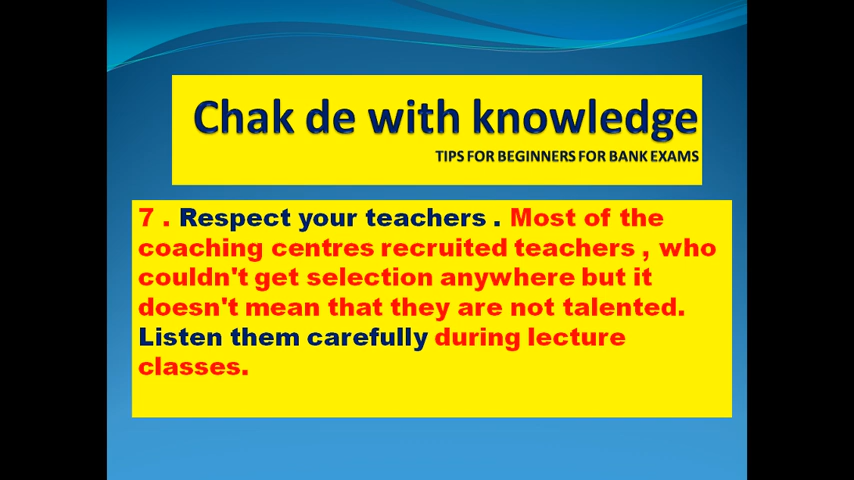 Chak de with knowledge
TIPS FOR BEGINNERS FOR BANK EXAMS
7 . Respect your teachers . Most of the
coaching centres recruited teachers , who
couldn't get selection anywhere but it
doesn't mean that they are not talented.
Listen them carefully during lecture
classes.